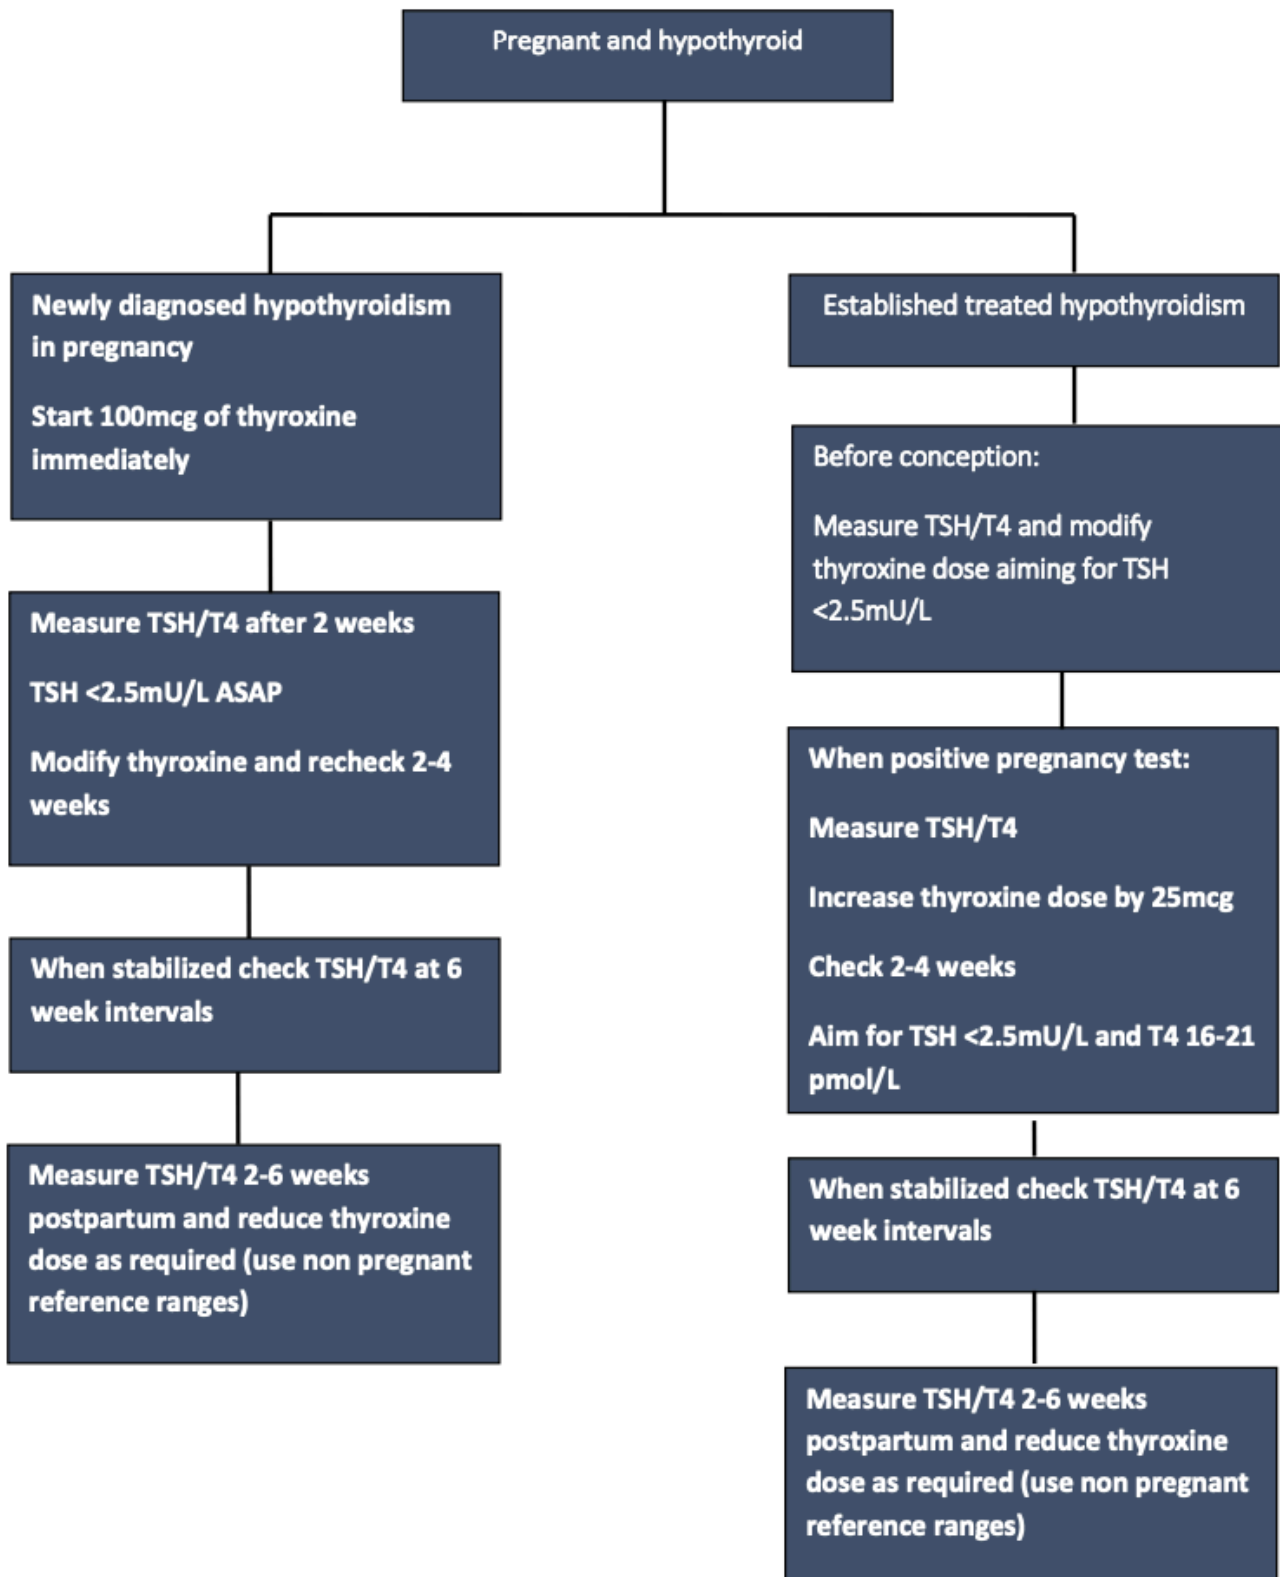 Pregnant and hypothyroid
Newly diagnosed hypothyroidism
in pregnancy
Start 100mcg of thyroxine
immediately
Measure TSH/T4 after 2 weeks
TSH <2.5mU/L ASAP
Modify thyroxine and recheck 2-4
weeks
When stabilized check TSH/T4 at 6
week intervals
Measure TSH/T4 2-6 weeks
postpartum and reduce thyroxine
dose as required (use non pregnant
reference ranges)
Established treated hypothyroidism
Before conception:
Measure TSH/T4 and modify
thyroxine dose aiming for TSH
<2.5mU/L
When positive pregnancy test:
Measure TSH/T4
Increase thyroxine dose by 25mcg
Check 2-4 weeks
Aim for TSH <2.5mU/L and T4 16-21
pmol/L
When stabilized check TSH/T4 at 6
week intervals
Measure TSH/T4 2-6 weeks
postpartum and reduce thyroxine
dose as required (use non pregnant
reference ranges)